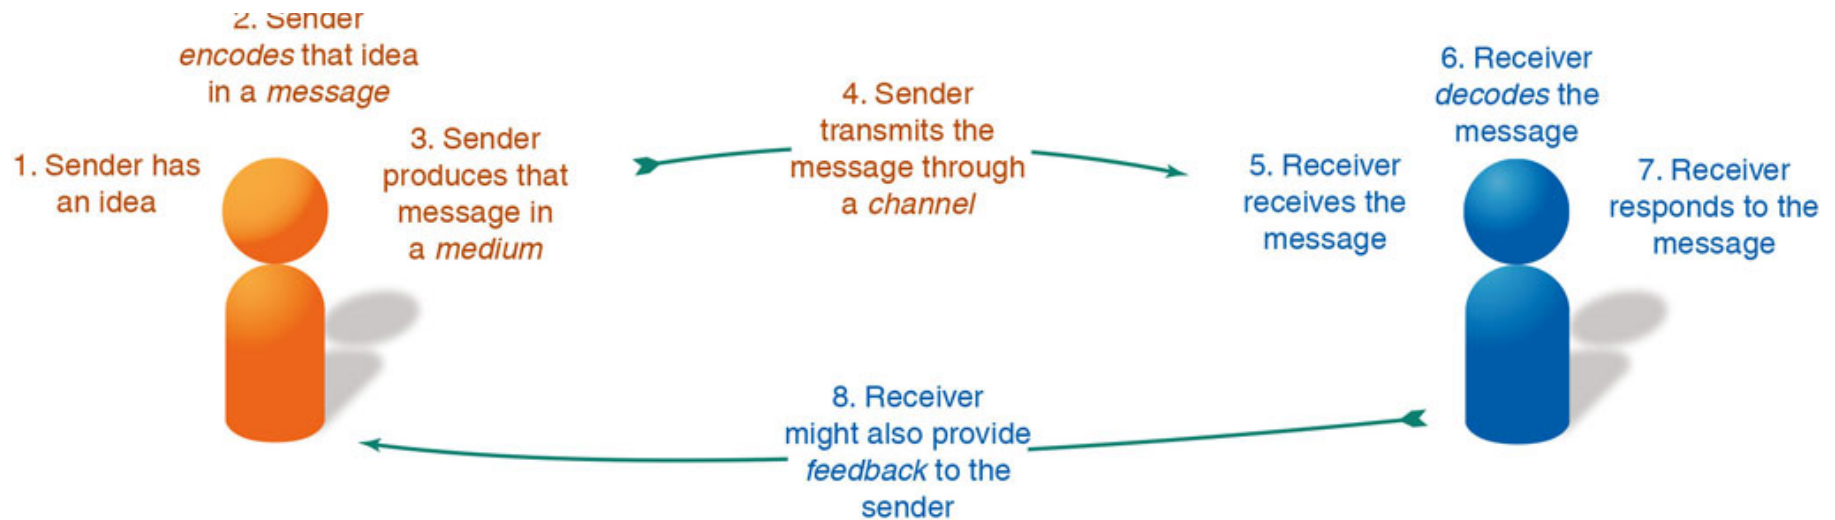 1. Sender has
an idea
2. Sender
encodes that idea
in a message
3. Sender
produces that
message in
a medium
4. Sender
transmits the
message through
a channel
5. Receiver
receives the
message
6. Receiver
decodes the
message
7. Receiver
responds to the
message
8. Receiver
might also provide
feedback to the
sender